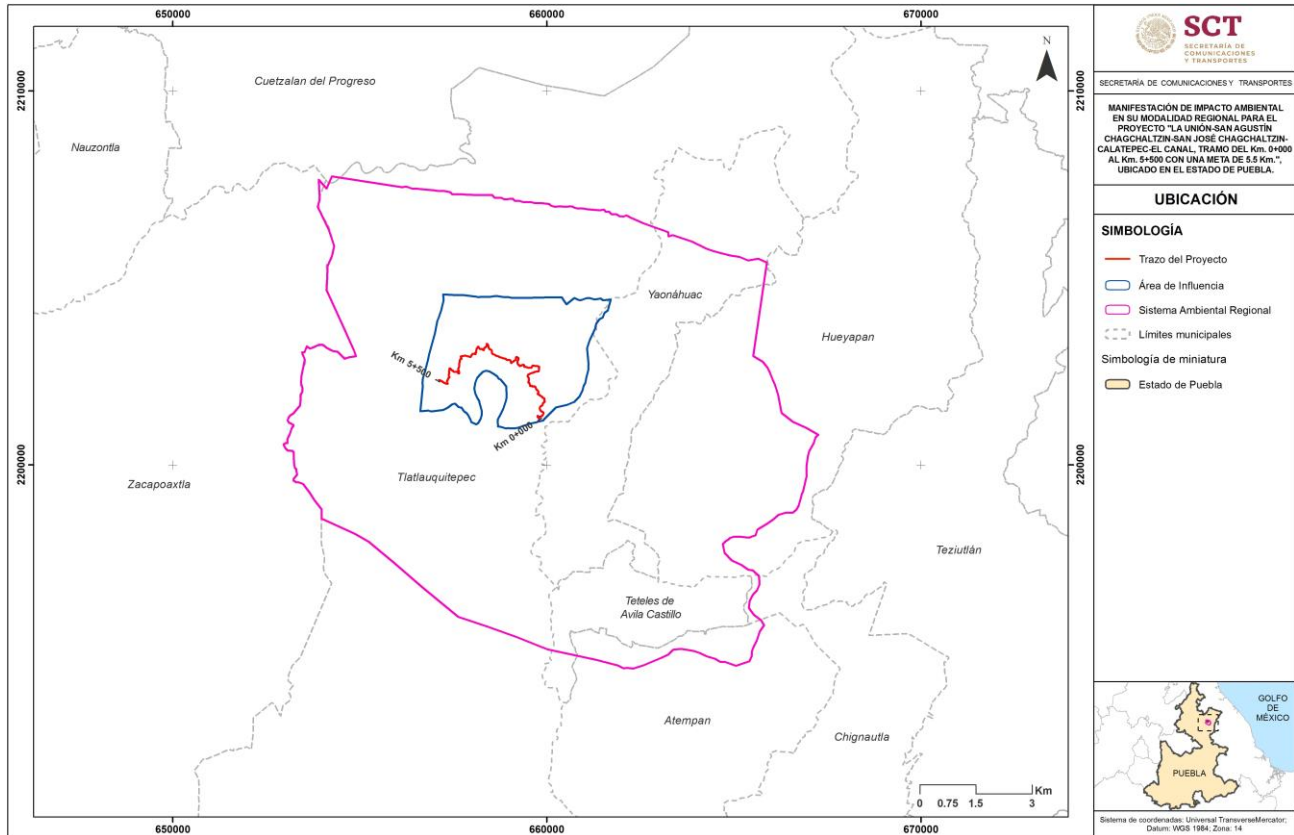 650000
660000
670000
2210000
2210000
2200000
2200000
650000
660000
670000
Cuetzalan del Progreso
Nauzontla
Yaonáhuac
Hueyapan
Km 5+500
Km 0+000
Tlatlauquitepec
Zacapoaxtla
Teziutlán
Teteles de
Avila Castillo
Atempan
Chignautla
N
Km
0 0.75 1.5 3
SCT
SECRETARÍA DE
COMUNICACIONES
Y TRANSPORTES
SECRETARÍA DE COMUNICACIONES Y TRANSPORTES
MANIFESTACIÓN DE IMPACTO AMBIENTAL
EN SU MODALIDAD REGIONAL PARA EL
PROYECTO "LA UNIÓN-SAN AGUSTÍN
CHAGCHALTZIN-SAN JOSÉ CHAGCHALTZIN-
CALATEPEC-EL CANAL, TRAMO DEL Km. 0+000
AL Km. 5+500 CON UNA META DE 5.5 Km.",
UBICADO EN EL ESTADO DE PUEBLA.
UBICACIÓN
SIMBOLOGÍA
Trazo del Proyecto
Área de Influencia
Sistema Ambiental Regional
Límites municipales
Simbología de miniatura
Estado de Puebla
GOLFO
DE
MÉXICO
PUEBLA
Sistema de coordenadas: Universal TransverseMercator;
Datum: WGS 1984; Zona: 14